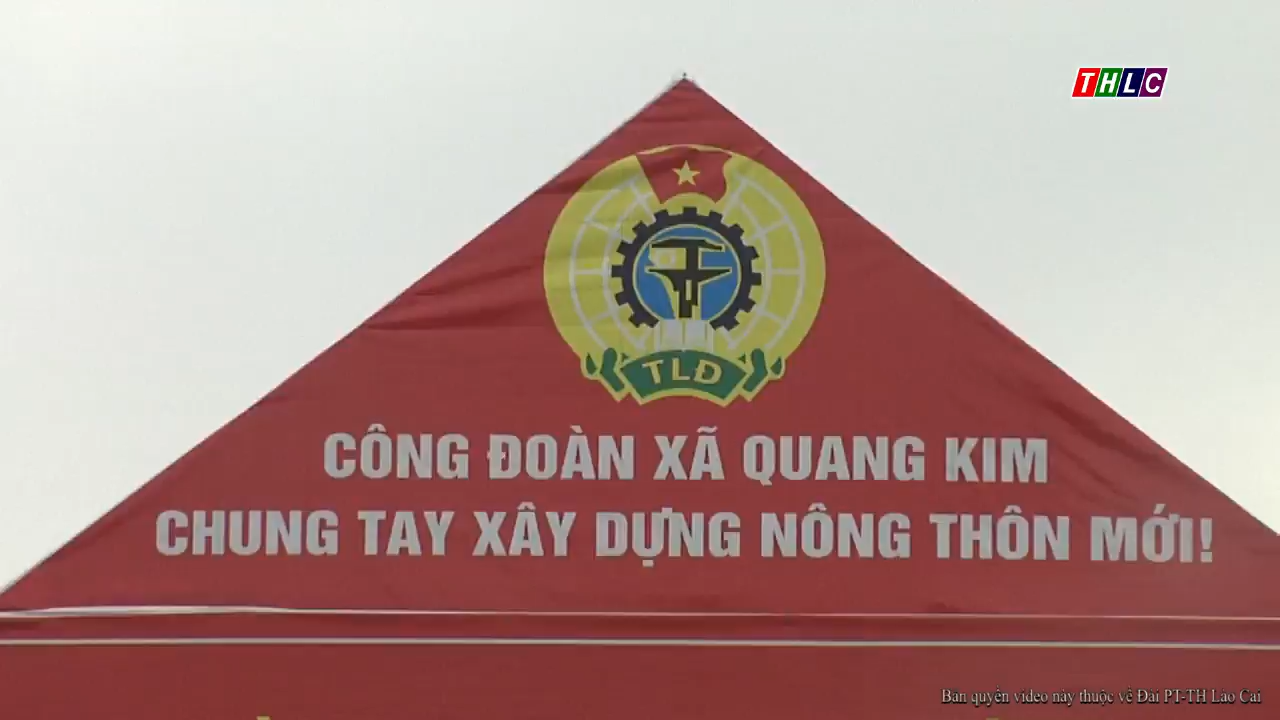 THLC
TLĐ
CÔNG ĐOÀN XÃ QUANG KIM
CHUNG TAY XÂY DỰNG NÔNG THÔN MỚI!
Bản quyền video này thuộc về Đài PT-TH Lào Cai